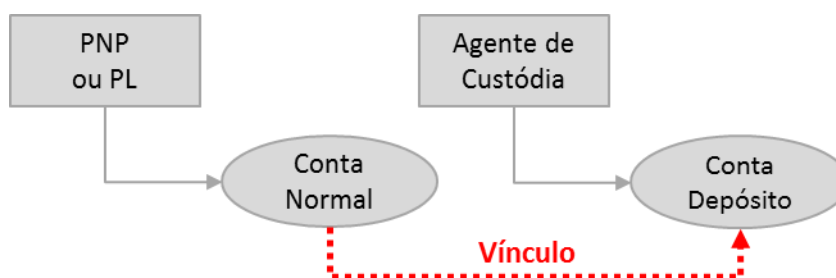 PNP
ou PL
Agente de
Custódia
Conta
Normal
Conta
Depósito
Vínculo